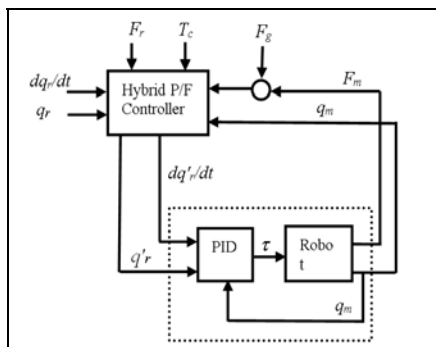 F_r T_c F_g
dq_r/dt
q_r
Hybrid P/F
Controller
F_m
q_m
dq'_r/dt
q'_r
PID
τ
Robo
t
q_m